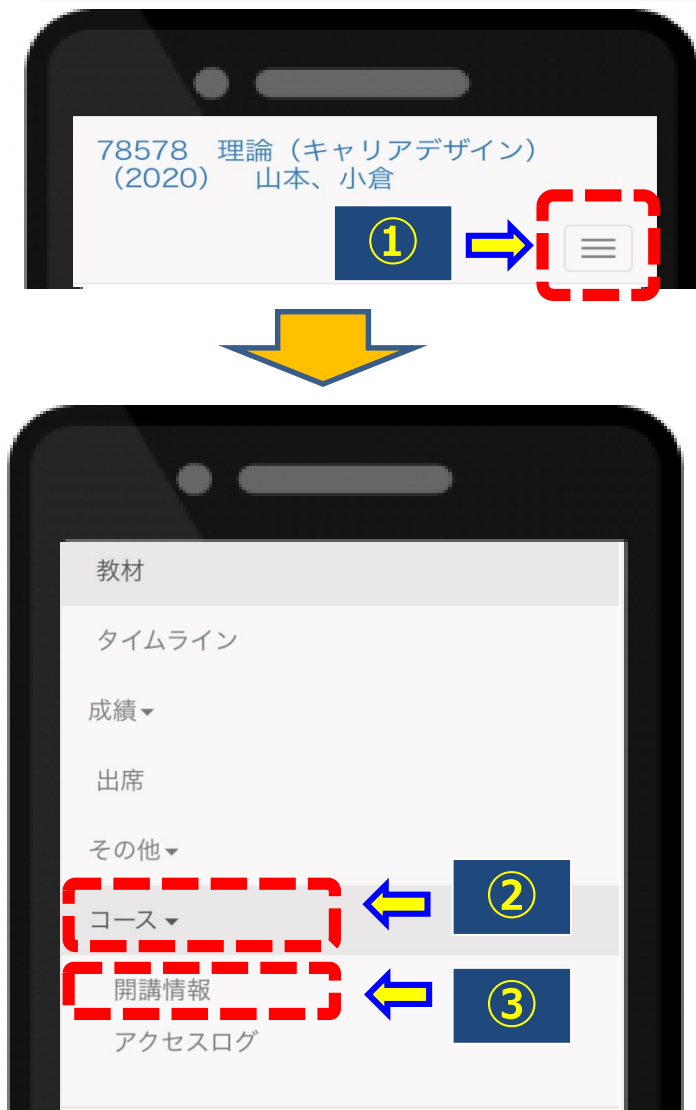 78578 理論（キャリアデザイン）
（2020） 山本、小倉
①
教材
タイムライン
成績▾
出席
その他▾
②
コース▾
開講情報
③
アクセスログ